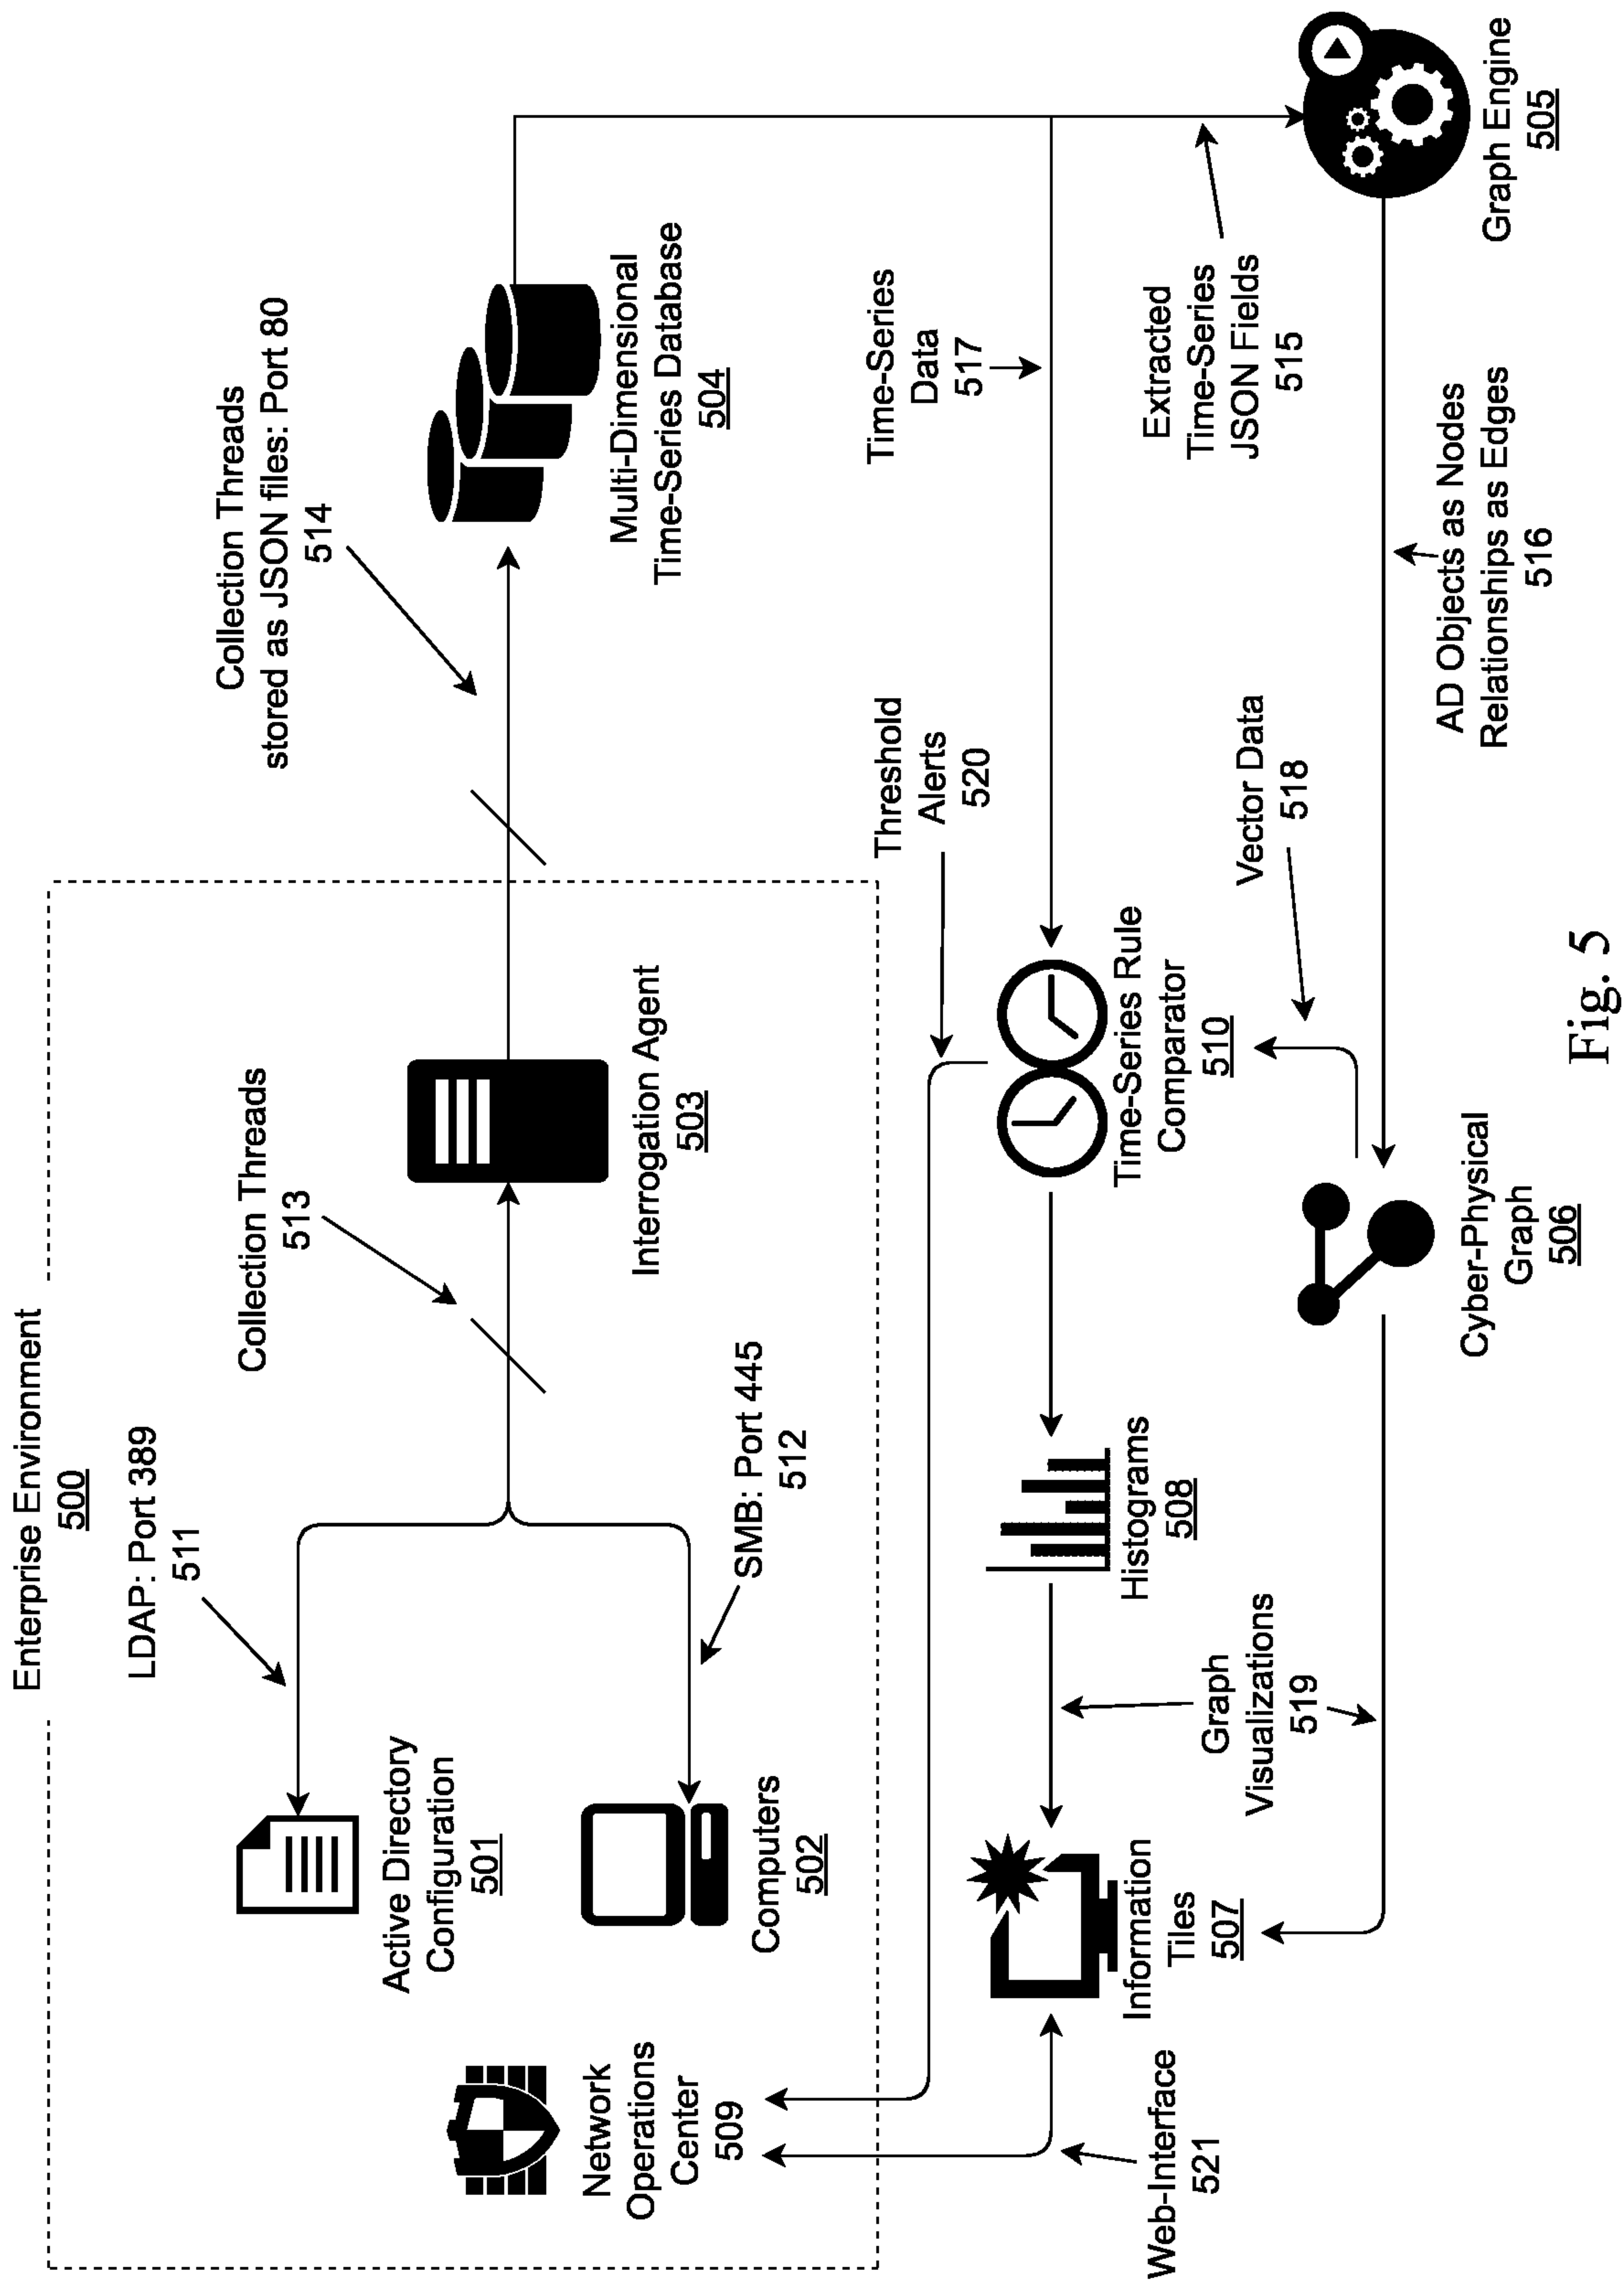 Enterprise Environment
500
LDAP: Port 389
511
Collection Threads
513
Collection Threads
stored as JSON files: Port 80
514
Active Directory
Configuration
501
Interrogation Agent
503
Multi-Dimensional
Time-Series Database
504
Network
Operations
Center
509
Computers
502
SMB: Port 445
512
Threshold
Alerts
520
Time-Series
Data
517
Web-Interface
521
Information
Tiles
507
Histograms
508
Time-Series Rule
Comparator
510
Extracted
Time-Series
JSON Fields
515
Graph
Visualizations
519
Vector Data
518
Cyber-Physical
Graph
506
AD Objects as Nodes
Relationships as Edges
516
Graph Engine
505
Fig. 5